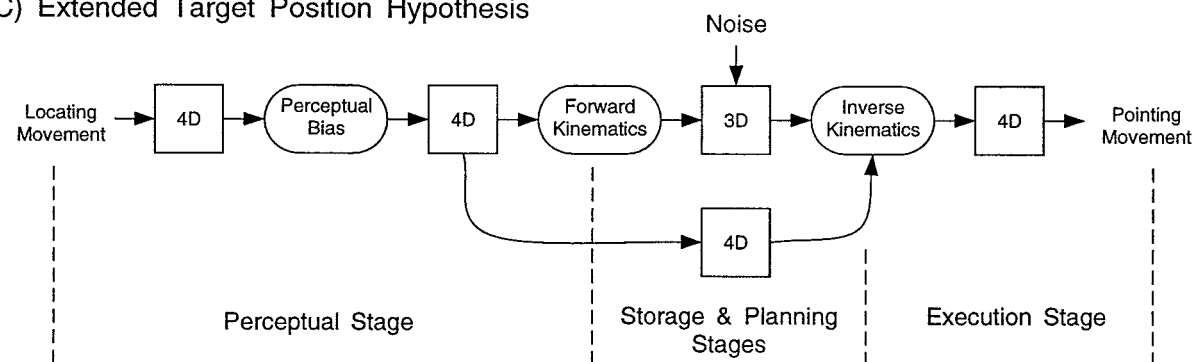 C) Extended Target Position Hypothesis
Noise
Locating
Movement
4D
Perceptual
Bias
4D
Forward
Kinematics
3D
Inverse
Kinematics
4D
Pointing
Movement
4D
Perceptual Stage
Storage & Planning
Stages
Execution Stage